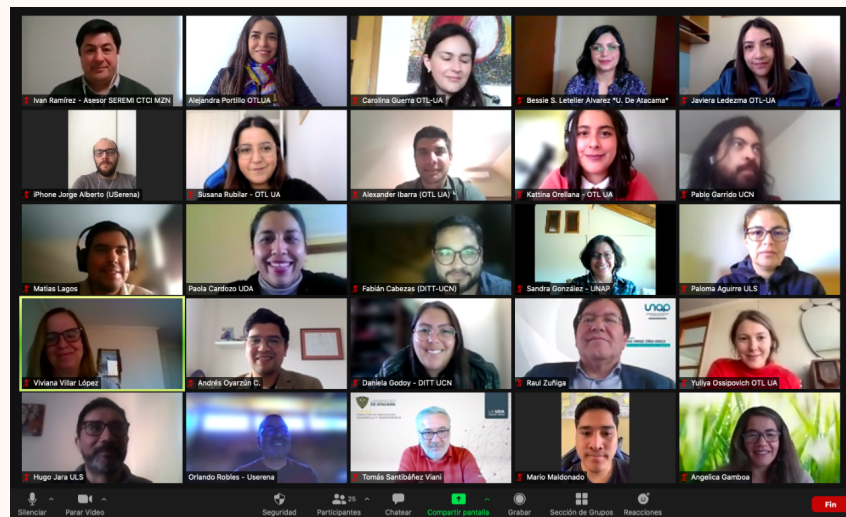 Ivan Ramírez - Asesor SEREMI CTCI MZN
Alejandra Portillo OTLUA
Carolina Guerra OTL-UA
Bessie S. Letelier Alvarez *U. De Atacama*
Javiera Ledezma OTL-UA
iPhone Jorge Alberto (USerena)
Susana Rubilar - OTL UA
Alexander Ibarra (OTL UA)
Kattina Orellana - OTL UA
Pablo Garrido UCN
Matias Lagos
Paola Cardozo UDA
Fabián Cabezas (DITT-UCN)
Sandra González - UNAP
Paloma Aguirre ULS
unap
Viviana Villar López
Andrés Oyarzún C.
Daniela Godoy - DITT UCN
Raul Zuñiga
Yuliya Ossipovich OTL UA
DE ATACAMA
LA UDA
Hugo Jara ULS
Orlando Robles - Userena
Tomás Santibáñez Viani
Mario Maldonado
Angelica Gamboa
25
Silenciar
Parar Video
Seguridad
Participantes
Chatear
Compartir pantalla
Grabar
Sección de Grupos
Reacciones
Fin